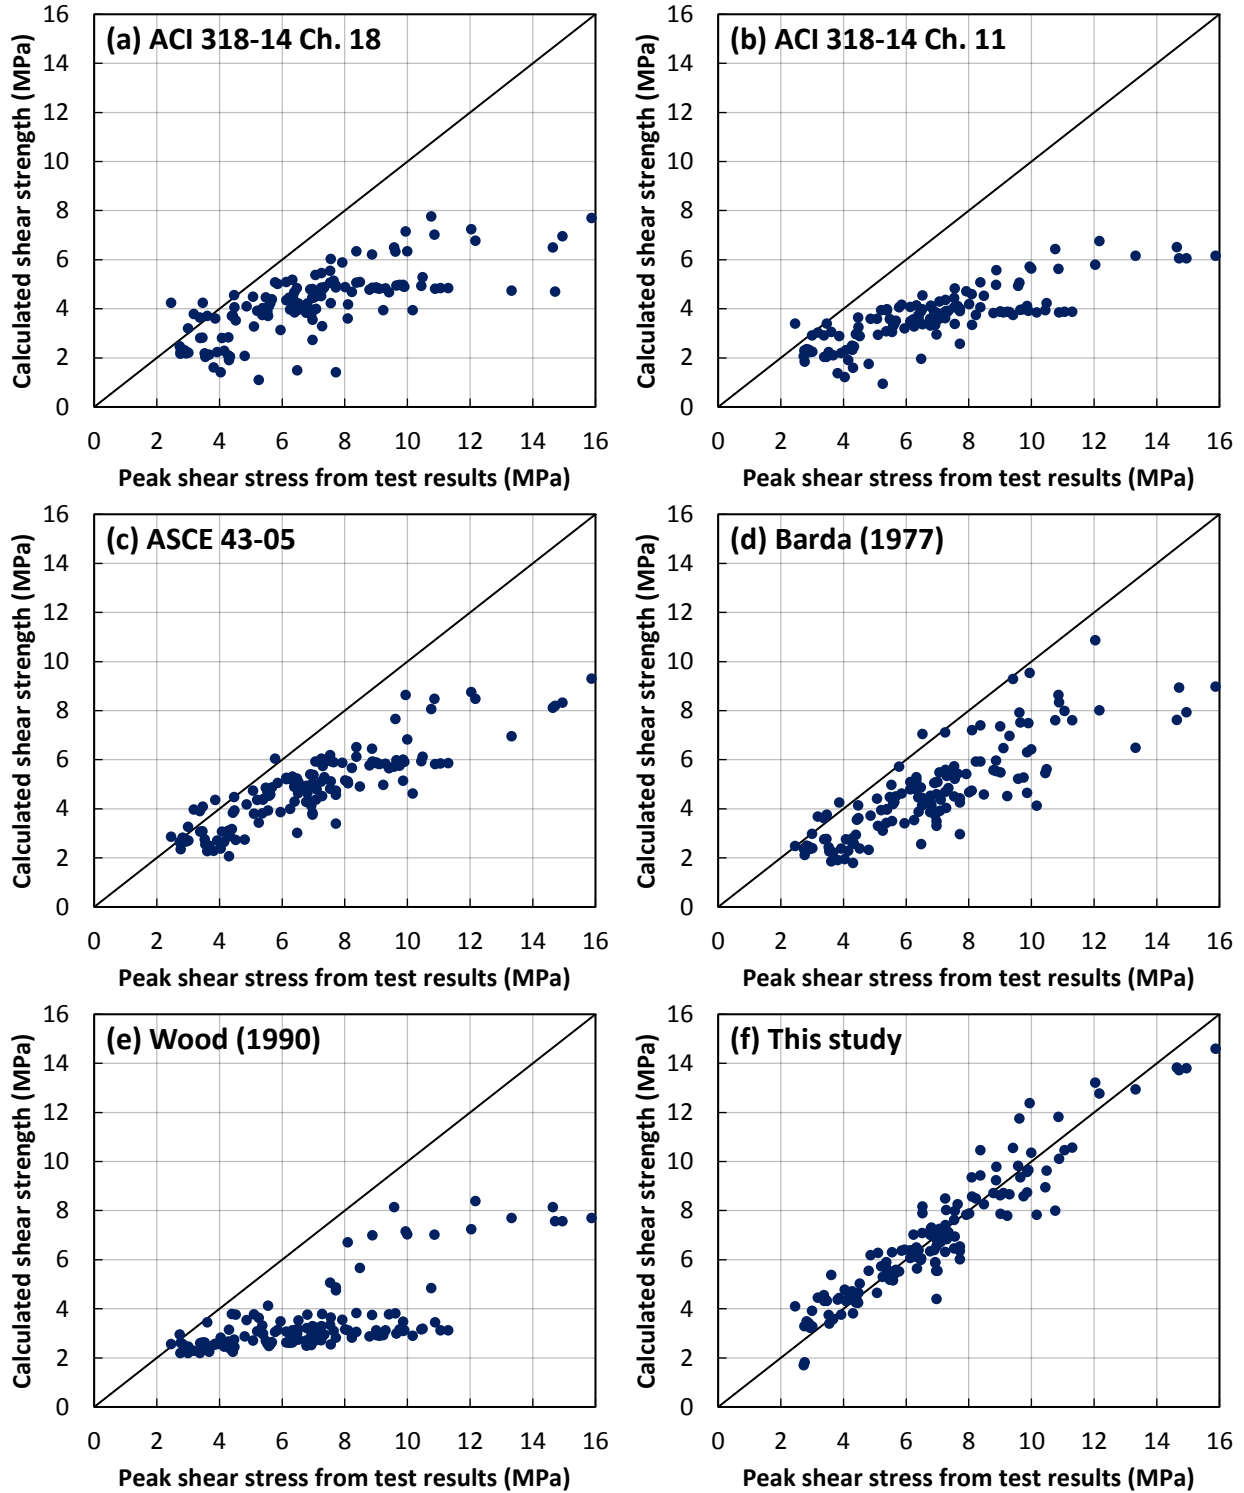 (a) ACI 318-14 Ch. 18
Calculated shear strength (MPa)
16
14
12
10
8
6
4
2
0
0 2 4 6 8 10 12 14 16
Peak shear stress from test results (MPa)
(b) ACI 318-14 Ch. 11
Calculated shear strength (MPa)
16
14
12
10
8
6
4
2
0
0 2 4 6 8 10 12 14 16
Peak shear stress from test results (MPa)
(c) ASCE 43-05
Calculated shear strength (MPa)
16
14
12
10
8
6
4
2
0
0 2 4 6 8 10 12 14 16
Peak shear stress from test results (MPa)
(d) Barda (1977)
Calculated shear strength (MPa)
16
14
12
10
8
6
4
2
0
0 2 4 6 8 10 12 14 16
Peak shear stress from test results (MPa)
(e) Wood (1990)
Calculated shear strength (MPa)
16
14
12
10
8
6
4
2
0
0 2 4 6 8 10 12 14 16
Peak shear stress from test results (MPa)
(f) This study
Calculated shear strength (MPa)
16
14
12
10
8
6
4
2
0
0 2 4 6 8 10 12 14 16
Peak shear stress from test results (MPa)